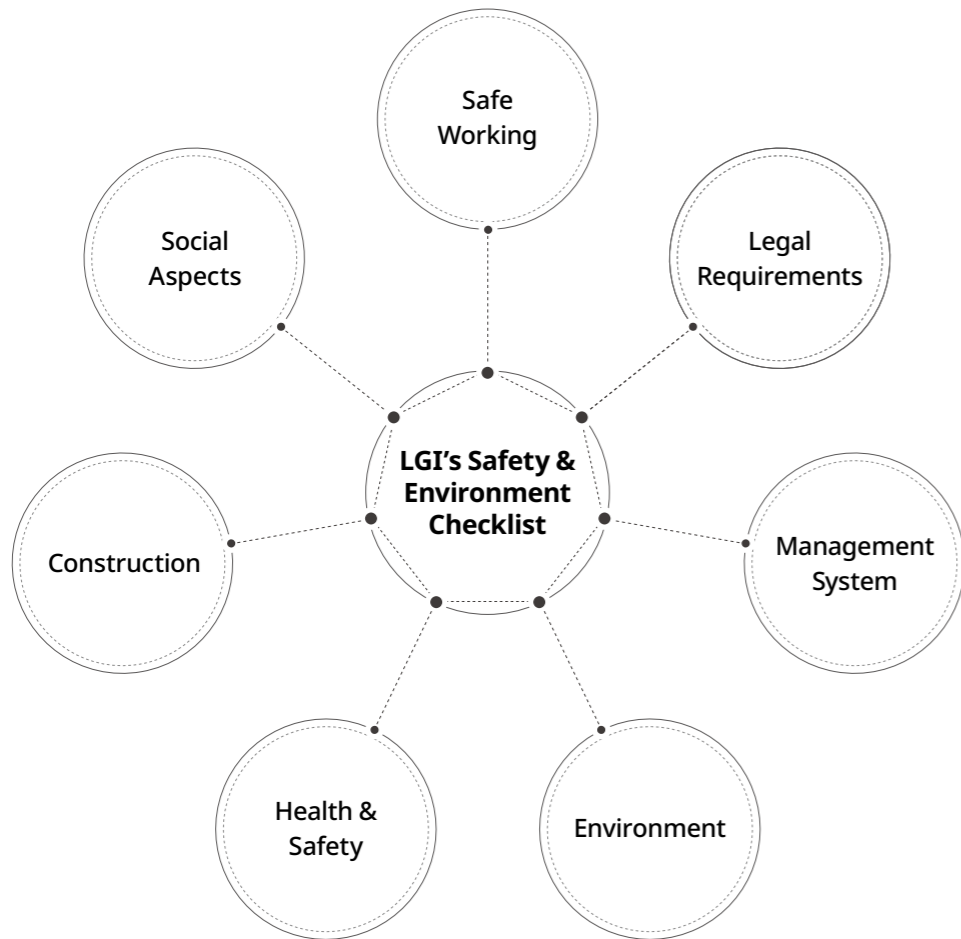 Safe
Working
Social
Aspects
Legal
Requirements
LGI’s Safety &
Environment
Checklist
Construction
Management
System
Health &
Safety
Environment